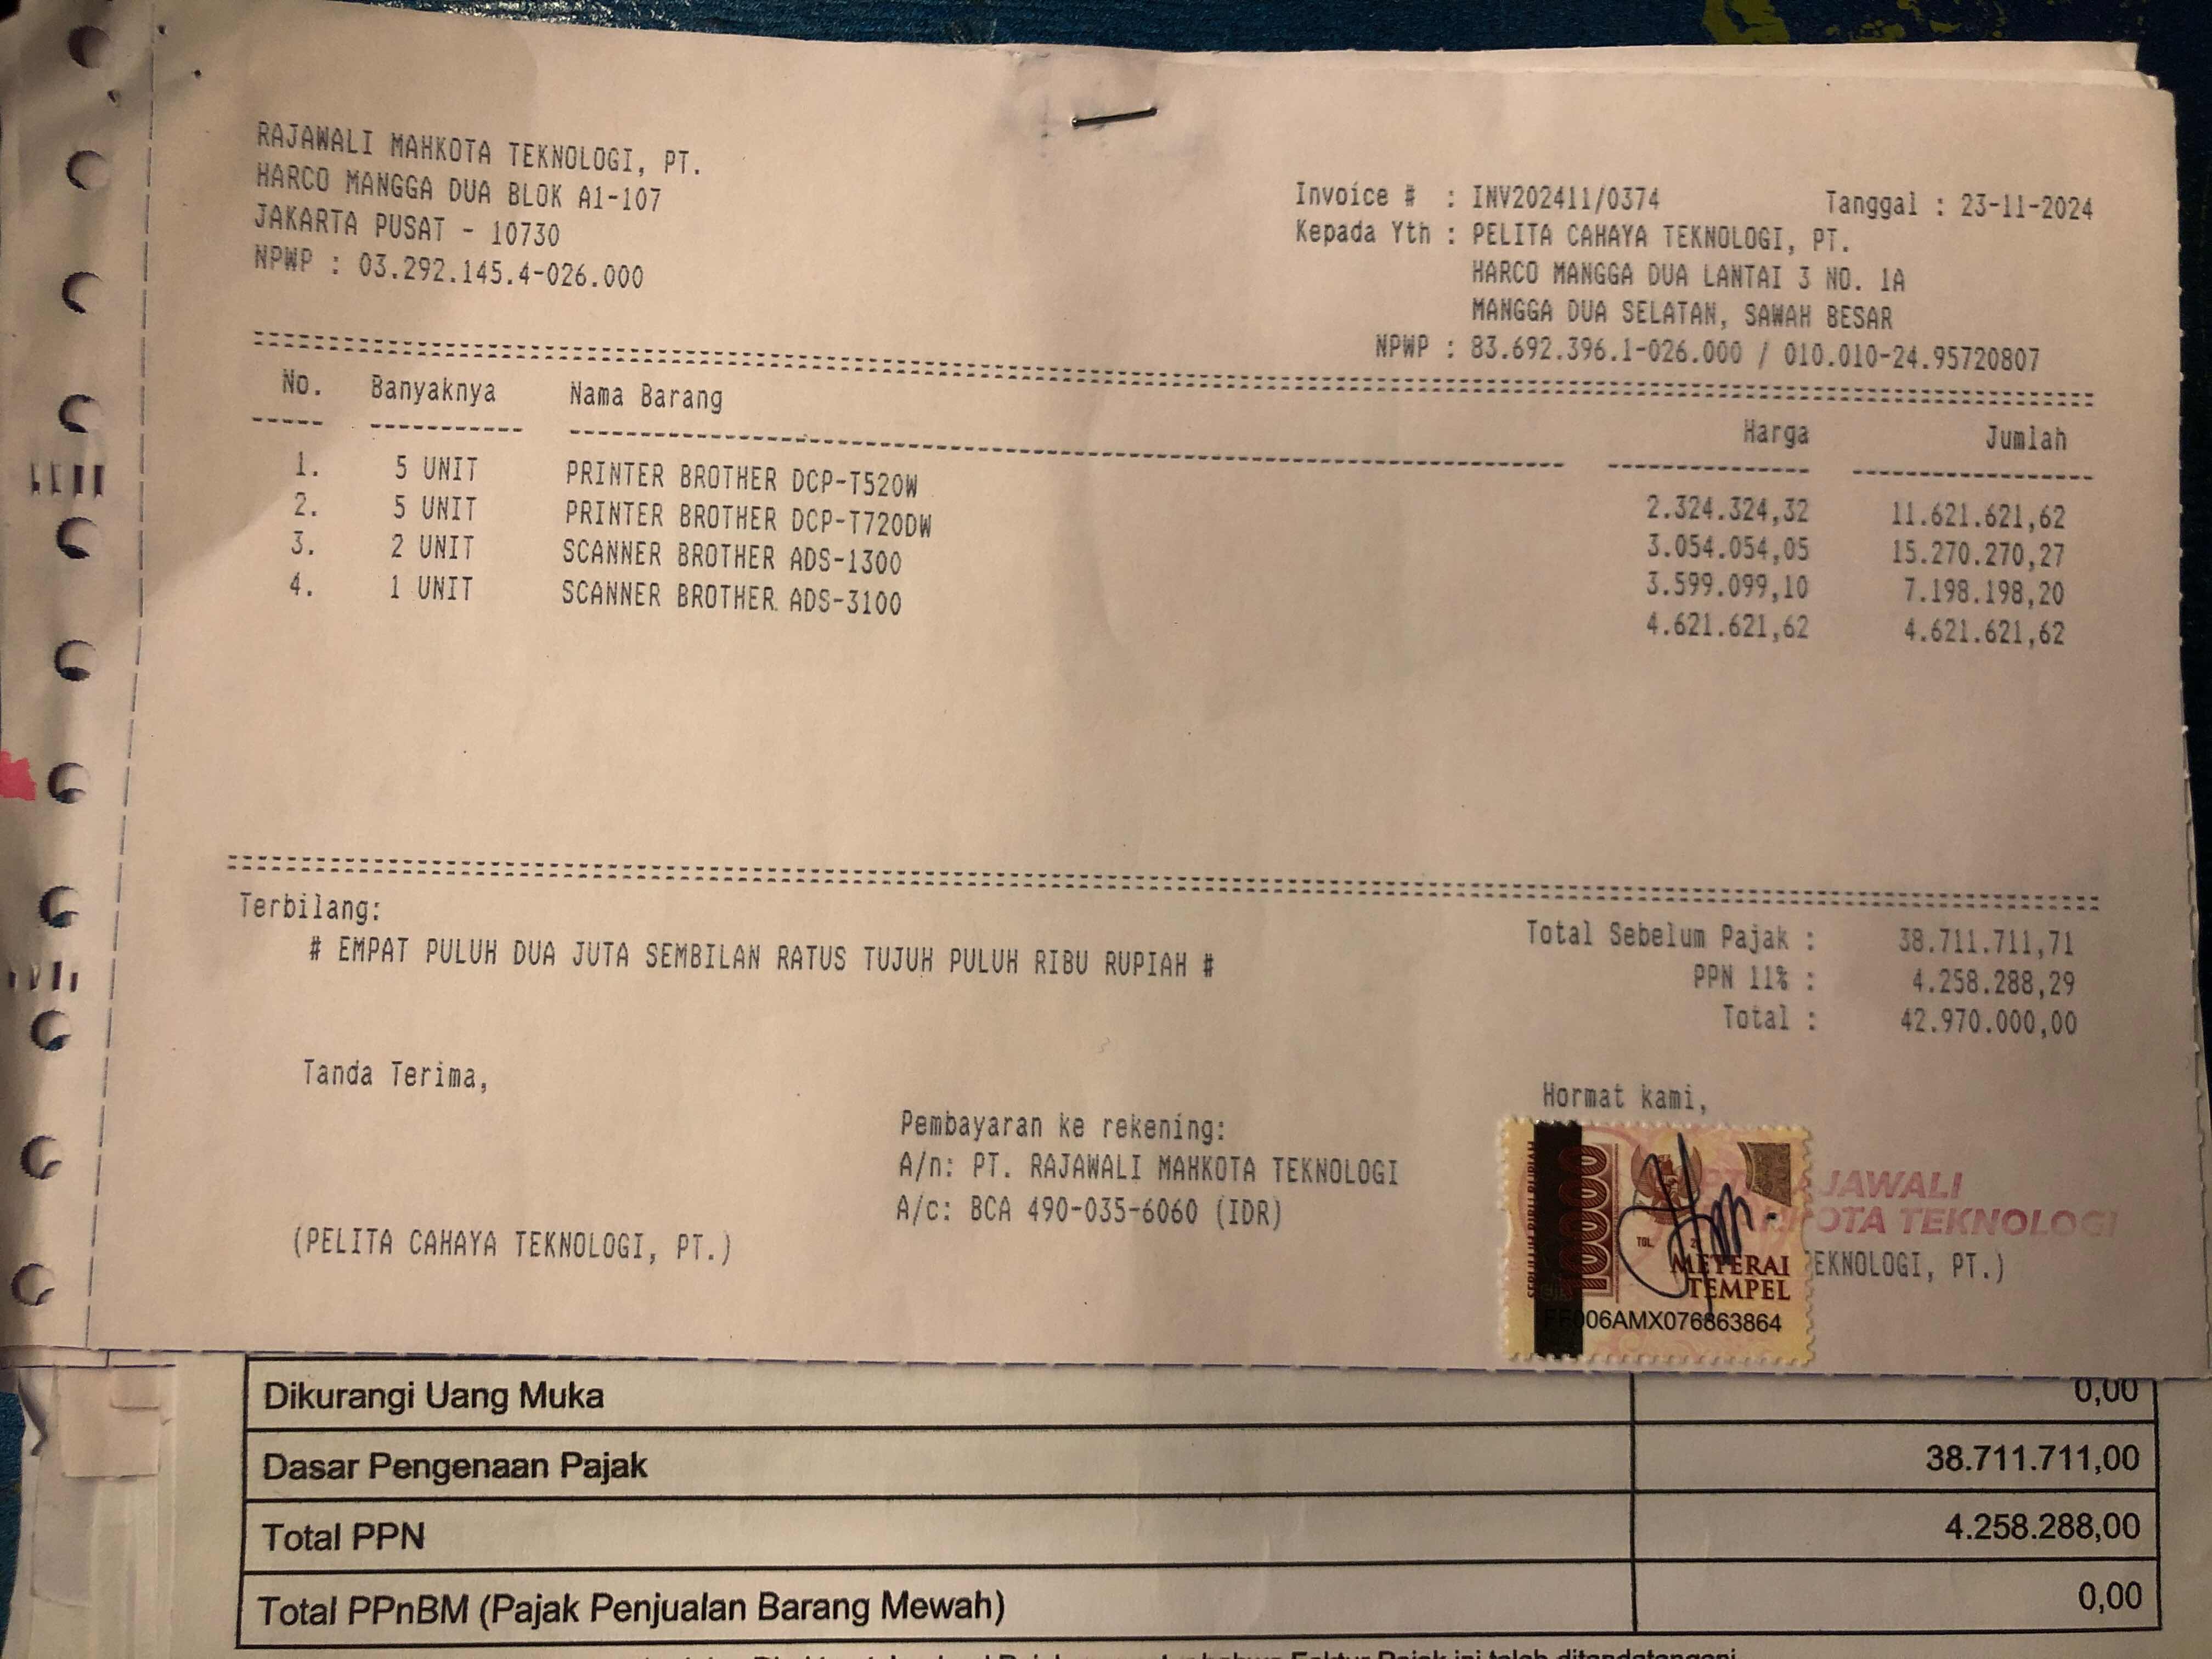 RAJAWALI MAHKOTA TEKNOLOGI, PT.
HARCO MANGGA DUA BLOK A1-107
JAKARTA PUSAT - 10730
NPWP : 03.292.145.4-026.000
Invoice # : INV202411/0374 Tanggal : 23-11-2024
Kepada Yth : PELITA CAHAYA TEKNOLOGI, PT.
HARCO MANGGA DUA LANTAI 3 NO. 1A
MANGGA DUA SELATAN, SAWAH BESAR
NPWP : 83.692.396.1-026.000 / 010.010-24.95720807
No. Banyaknya Nama Barang Harga Jumlah
1. 5 UNIT PRINTER BROTHER DCP-T520W 2.324.324,32 11.621.621,62
2. 5 UNIT PRINTER BROTHER DCP-T720DW 3.054.054,05 15.270.270,27
3. 2 UNIT SCANNER BROTHER ADS-1300 3.599.099,10 7.198.198,20
4. 1 UNIT SCANNER BROTHER ADS-3100 4.621.621,62 4.621.621,62
Terbilang:
# EMPAT PULUH DUA JUTA SEMBILAN RATUS TUJUH PULUH RIBU RUPIAH #
Total Sebelum Pajak : 38.711.711,71
PPN 11% : 4.258.288,29
Total : 42.970.000,00
Tanda Terima,
(PELITA CAHAYA TEKNOLOGI, PT.)
Pembayaran ke rekening:
A/n: PT. RAJAWALI MAHKOTA TEKNOLOGI
A/c: BCA 490-035-6060 (IDR)
Hormat kami,
JAWALI
OTA TEKNOLOGI
EKNOLOGI, PT.)
10000
TGL.
METERAI
TEMPEL
006AMX076863864
Dikurangi Uang Muka 0,00
Dasar Pengenaan Pajak 38.711.711,00
Total PPN 4.258.288,00
Total PPnBM (Pajak Penjualan Barang Mewah) 0,00